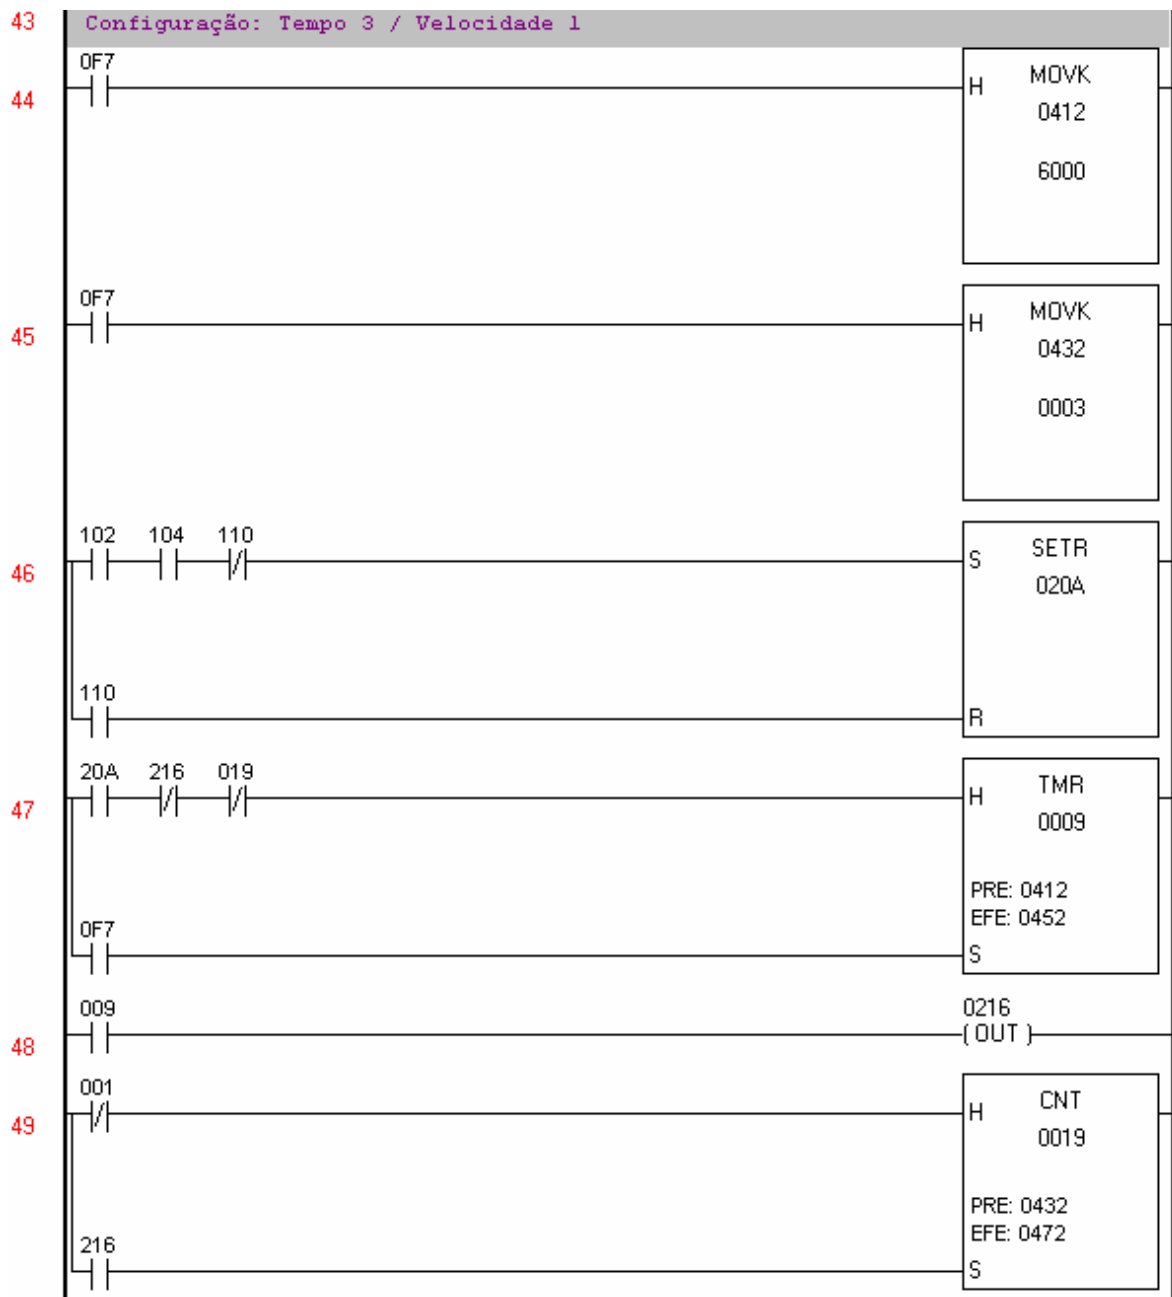 43 Configuração: Tempo 3 / Velocidade 1
0F7
44 H MOVK
0412
6000
0F7
45 H MOVK
0432
0003
102 104 110
46 S SETR
020A
110
R
20A 216 019
47 H TMR
0009
PRE: 0412
EFE: 0452
0F7
S
009 0216
48 ( OUT )
001
49 H CNT
0019
PRE: 0432
EFE: 0472
216
S